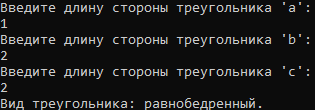 Введите длину стороны треугольника 'a':
1
Введите длину стороны треугольника 'b':
2
Введите длину стороны треугольника 'c':
2
Вид треугольника: равнобедренный.